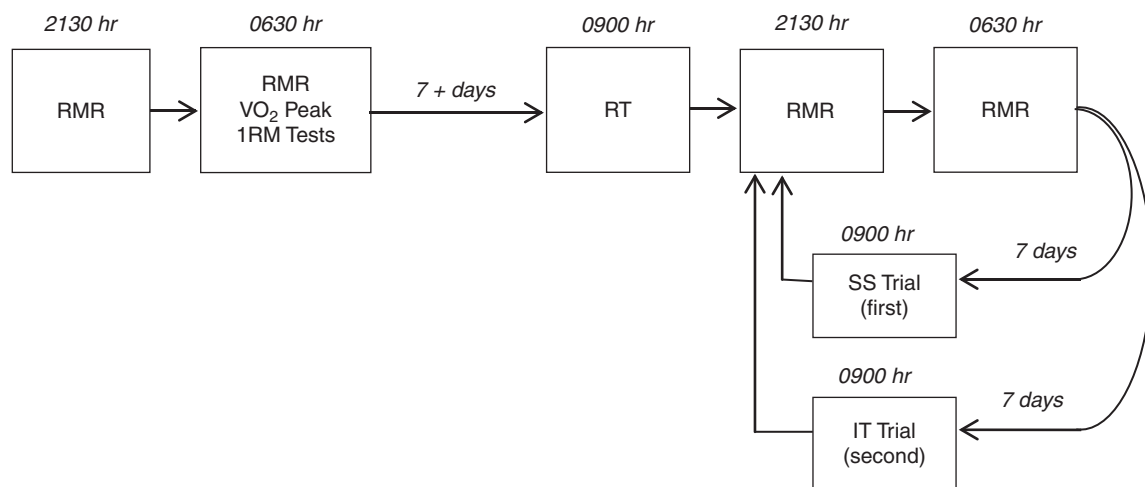 2130 hr
0630 hr
0900 hr
2130 hr
0630 hr
RMR
RMR
VO₂ Peak
1RM Tests
7 + days
RT
RMR
RMR
0900 hr
7 days
SS Trial
(first)
0900 hr
7 days
IT Trial
(second)